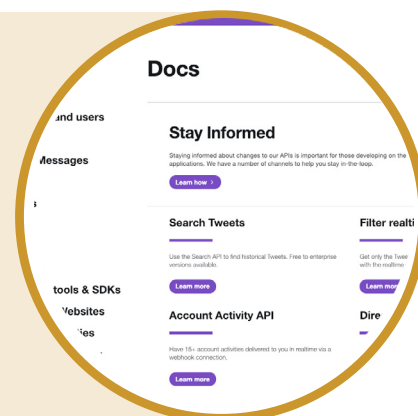 Docs
and users
Messages
tools & SDKs
Websites
Stay Informed
Staying informed about changes to our APIs is important for those developing on the
applications. We have a number of channels to help you stay in-the-loop.
Learn how >
Search Tweets
Use the Search API to find historical Tweets. Free to enterprise
versions available.
Learn more
Filter realti
Get only the Twee
with the realtime
Learn mor
Account Activity API
Have 15+ account activities delivered to you in realtime via a
webhook connection.
Learn more
Dire